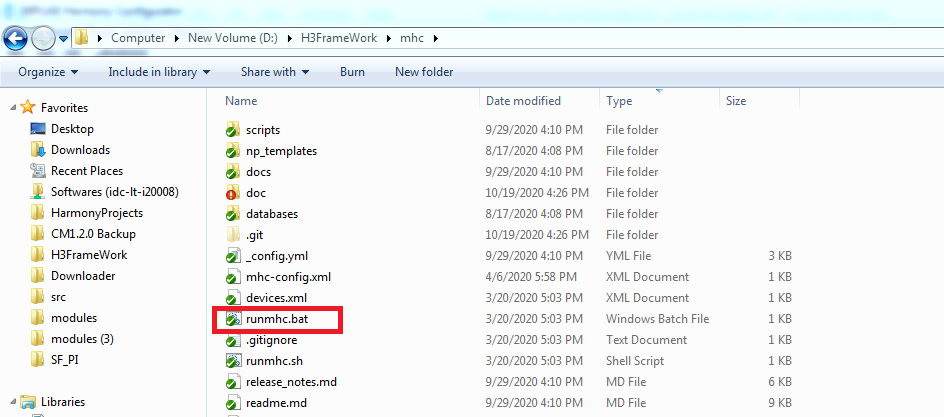 Computer New Volume (D:) H3FrameWork mhc
Organize Include in library Share with Burn New folder
Favorites
Desktop
Downloads
Recent Places
Softwares (idc-lt-i20008)
HarmonyProjects
CM1.2.0 Backup
H3FrameWork
Downloader
src
modules
modules (3)
SF_PI
Libraries
Name Date modified Type Size
scripts 9/29/2020 4:10 PM File folder
np_templates 8/17/2020 4:08 PM File folder
docs 9/29/2020 4:10 PM File folder
doc 10/19/2020 4:26 PM File folder
databases 8/17/2020 4:08 PM File folder
.git 10/19/2020 4:26 PM File folder
_config.yml 9/29/2020 4:10 PM YML File 3 KB
mhc-config.xml 4/6/2020 5:58 PM XML Document 1 KB
devices.xml 3/20/2020 5:03 PM XML Document 1 KB
runmhc.bat 3/20/2020 5:03 PM Windows Batch File 1 KB
.gitignore 3/20/2020 5:03 PM Text Document 1 KB
runmhc.sh 3/20/2020 5:03 PM Shell Script 1 KB
release_notes.md 9/29/2020 4:10 PM MD File 6 KB
readme.md 9/29/2020 4:10 PM MD File 9 KB